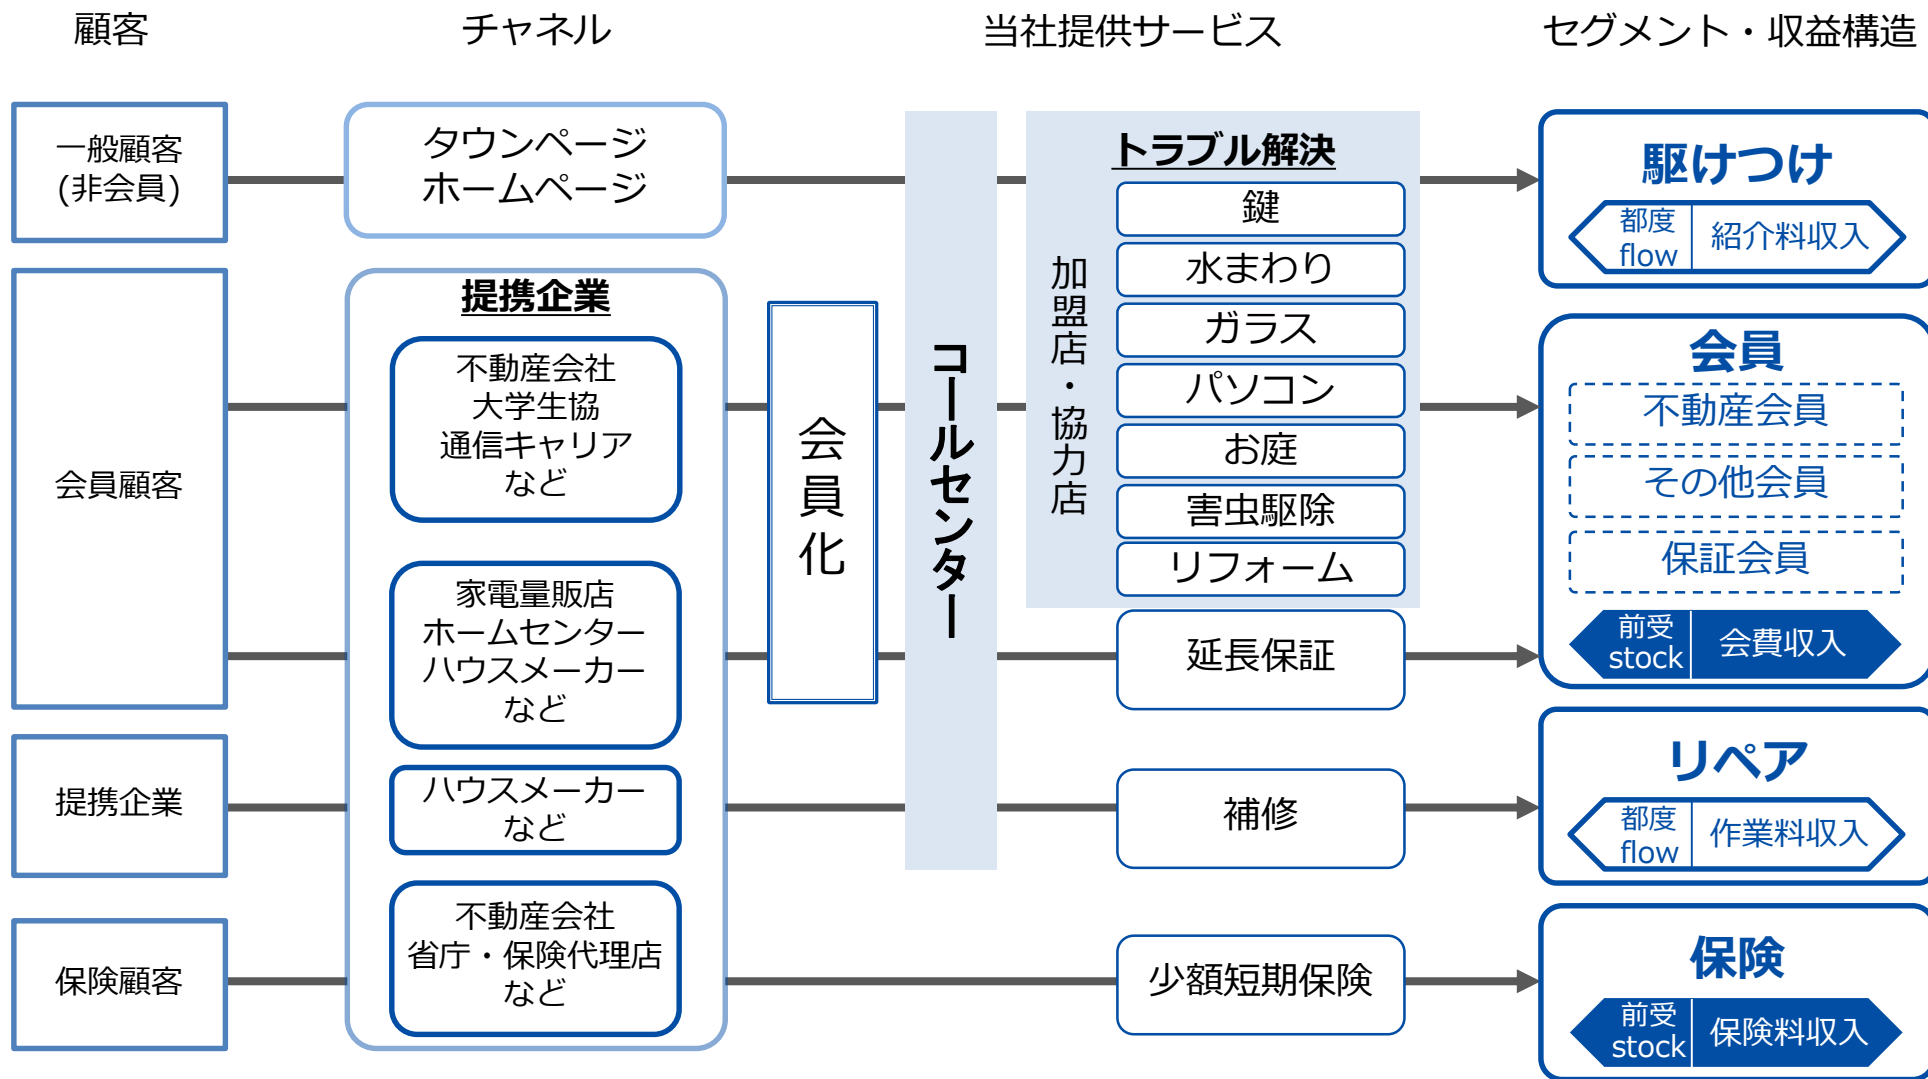 顧客
チャネル
当社提供サービス
セグメント・収益構造
一般顧客
(非会員)
タウンページ
ホームページ
会員顧客
提携企業
不動産会社
大学生協
通信キャリア
など
家電量販店
ホームセンター
ハウスメーカー
など
会員化
コールセンター
トラブル解決
加盟店・協力店
鍵
水まわり
ガラス
パソコン
お庭
害虫駆除
リフォーム
延長保証
駆けつけ
都度
flow
紹介料収入
会員
不動産会員
その他会員
保証会員
前受
stock
会費収入
提携企業
ハウスメーカー
など
補修
リペア
都度
flow
作業料収入
保険顧客
不動産会社
省庁・保険代理店
など
少額短期保険
保険
前受
stock
保険料収入